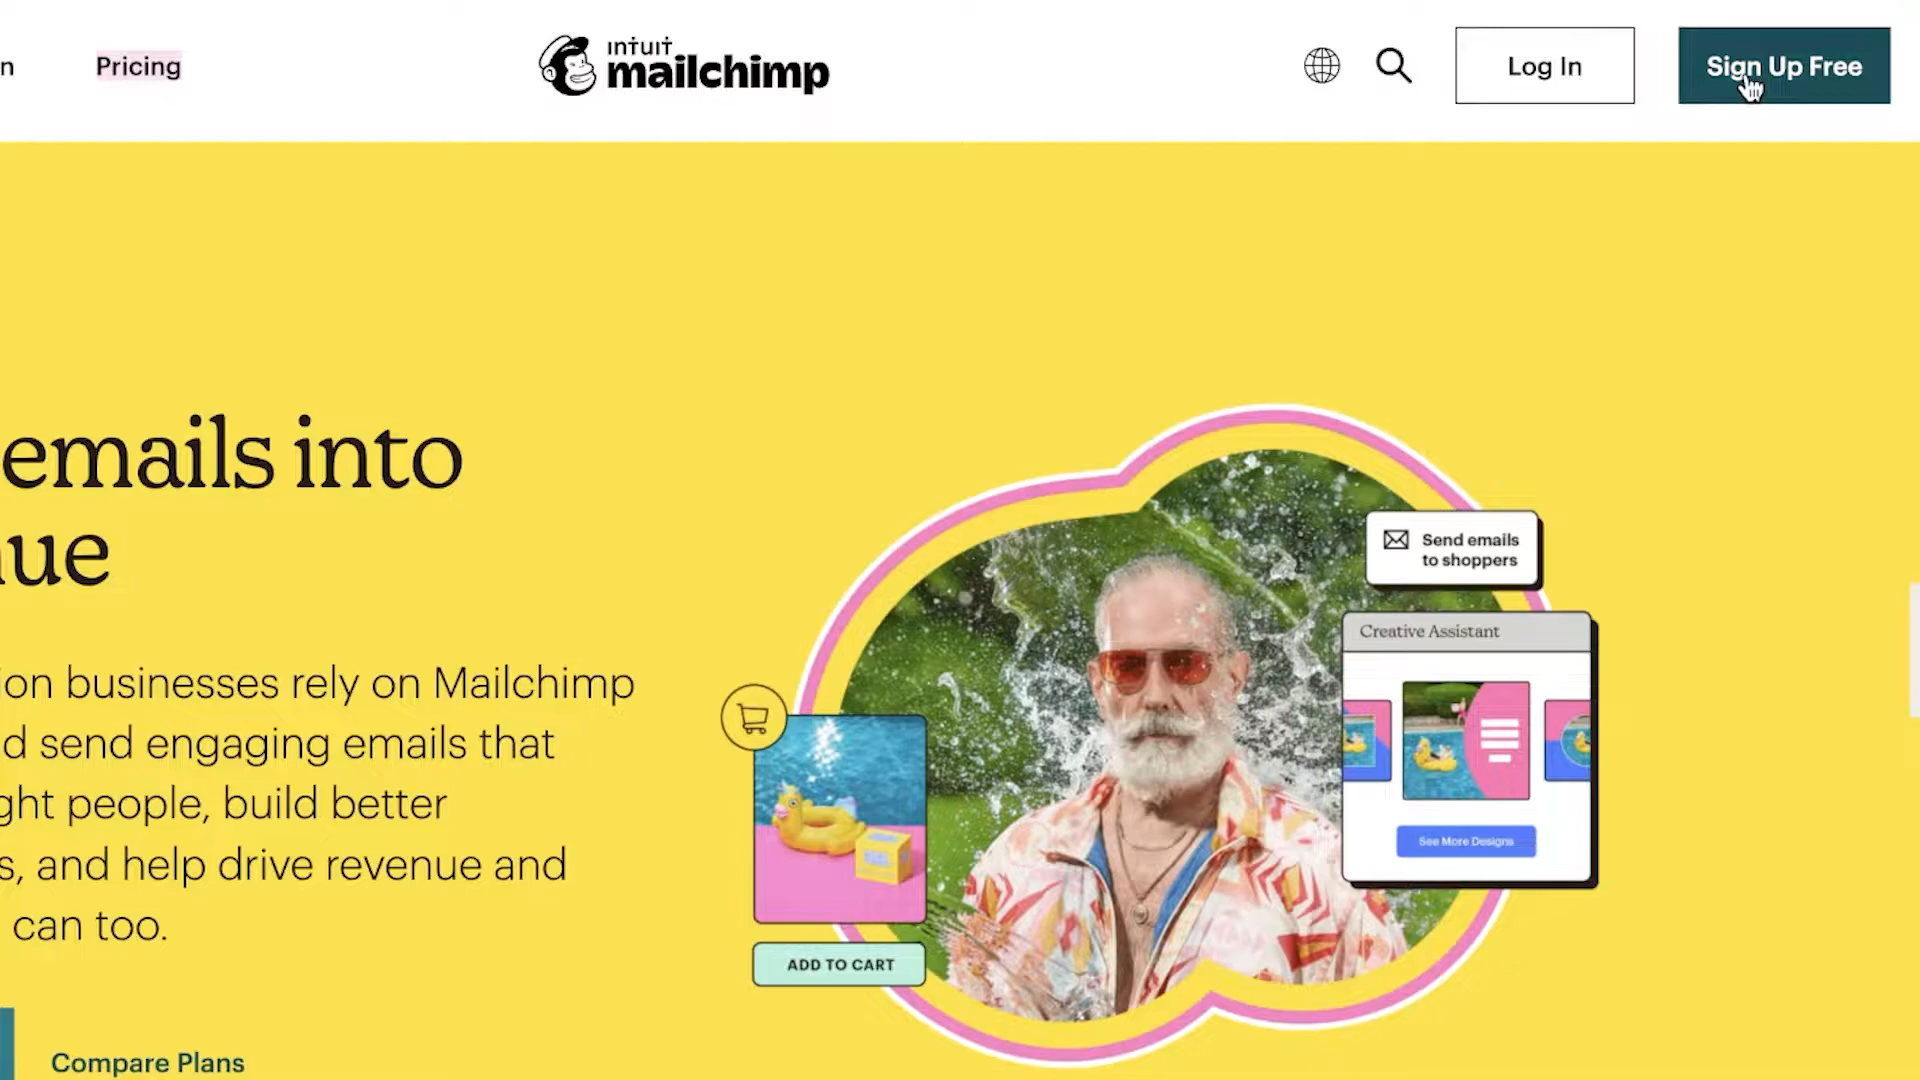 n
Pricing
INTUIT
mailchimp
Log In
Sign Up Free
emails into
nue
ion businesses rely on Mailchimp
d send engaging emails that
ght people, build better
s, and help drive revenue and
can too.
Compare Plans
Send emails
to shoppers
Creative Assistant
See More Designs
ADD TO CART